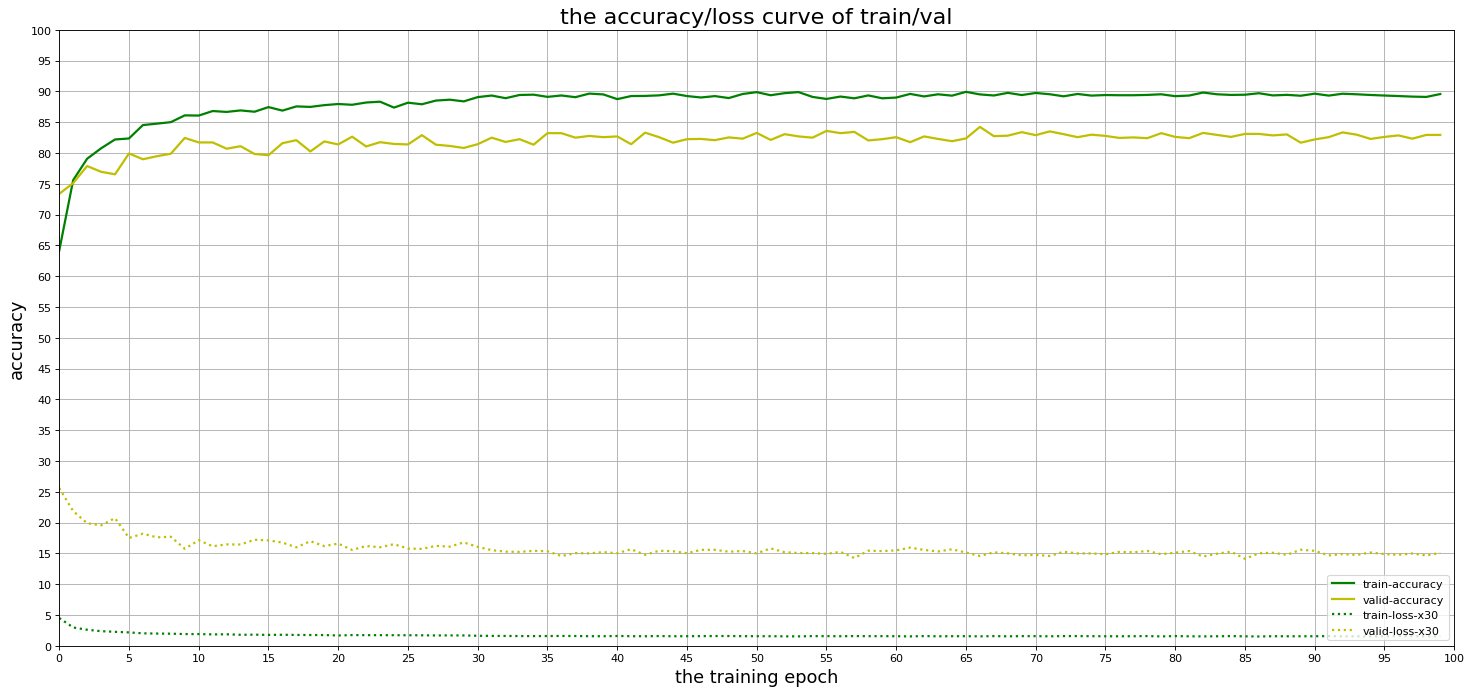 the accuracy/loss curve of train/val
100
95
90
85
80
75
70
65
60
55
50
45
40
35
30
25
20
15
10
5
0
accuracy
0 5 10 15 20 25 30 35 40 45 50 55 60 65 70 75 80 85 90 95 100
the training epoch
train-accuracy
valid-accuracy
train-loss-x30
valid-loss-x30